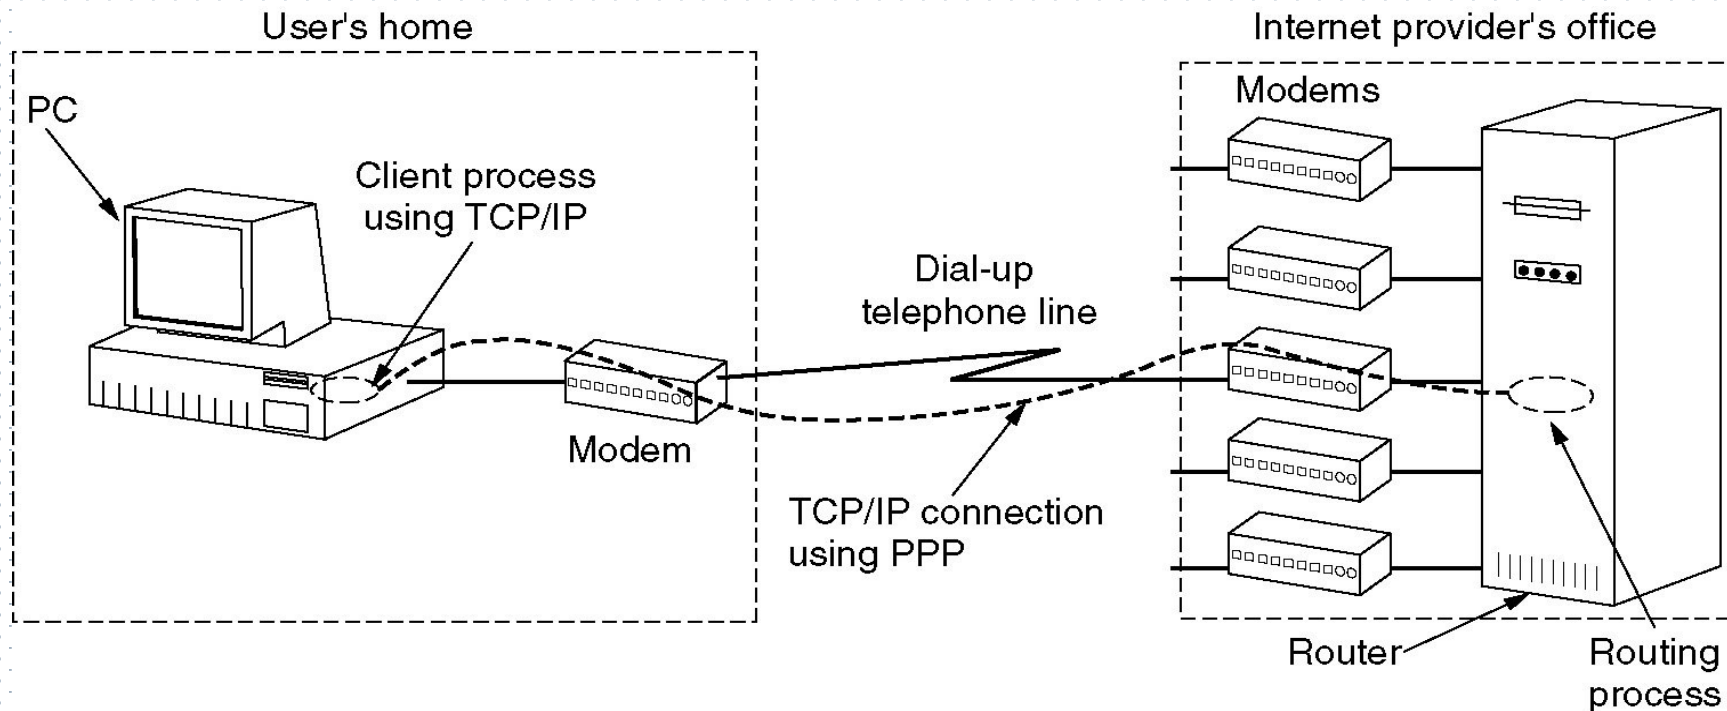 User's home
Internet provider's office
PC
Modems
Client process
using TCP/IP
Dial-up
telephone line
Modem
TCP/IP connection
using PPP
Router
Routing
process